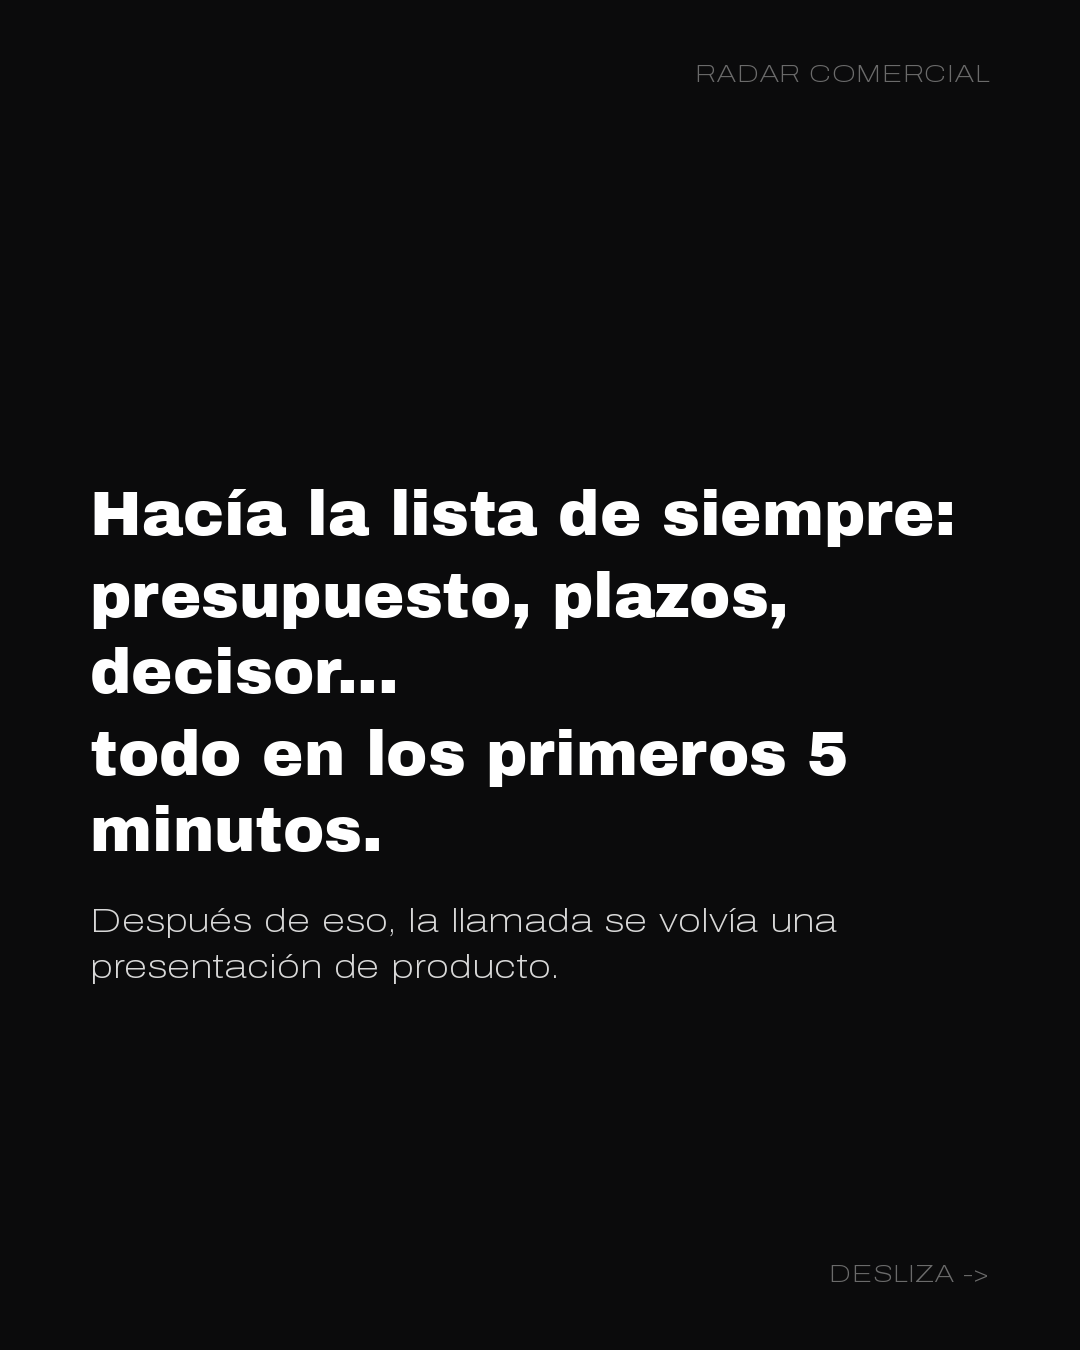 RADAR COMERCIAL
Hacía la lista de siempre:
presupuesto, plazos,
decisor...
todo en los primeros 5
minutos.
Después de eso, la llamada se volvía una
presentación de producto.
DESLIZA ->